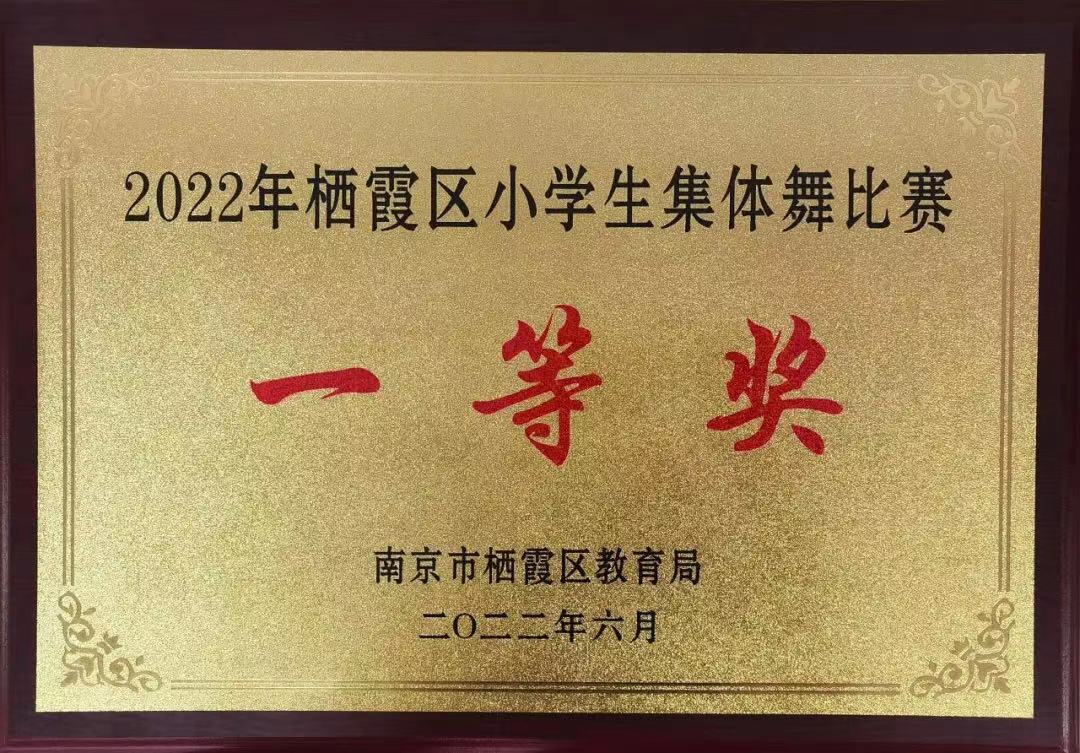 2022年栖霞区小学生集体舞比赛
一等奖
南京市栖霞区教育局
二〇二二年六月